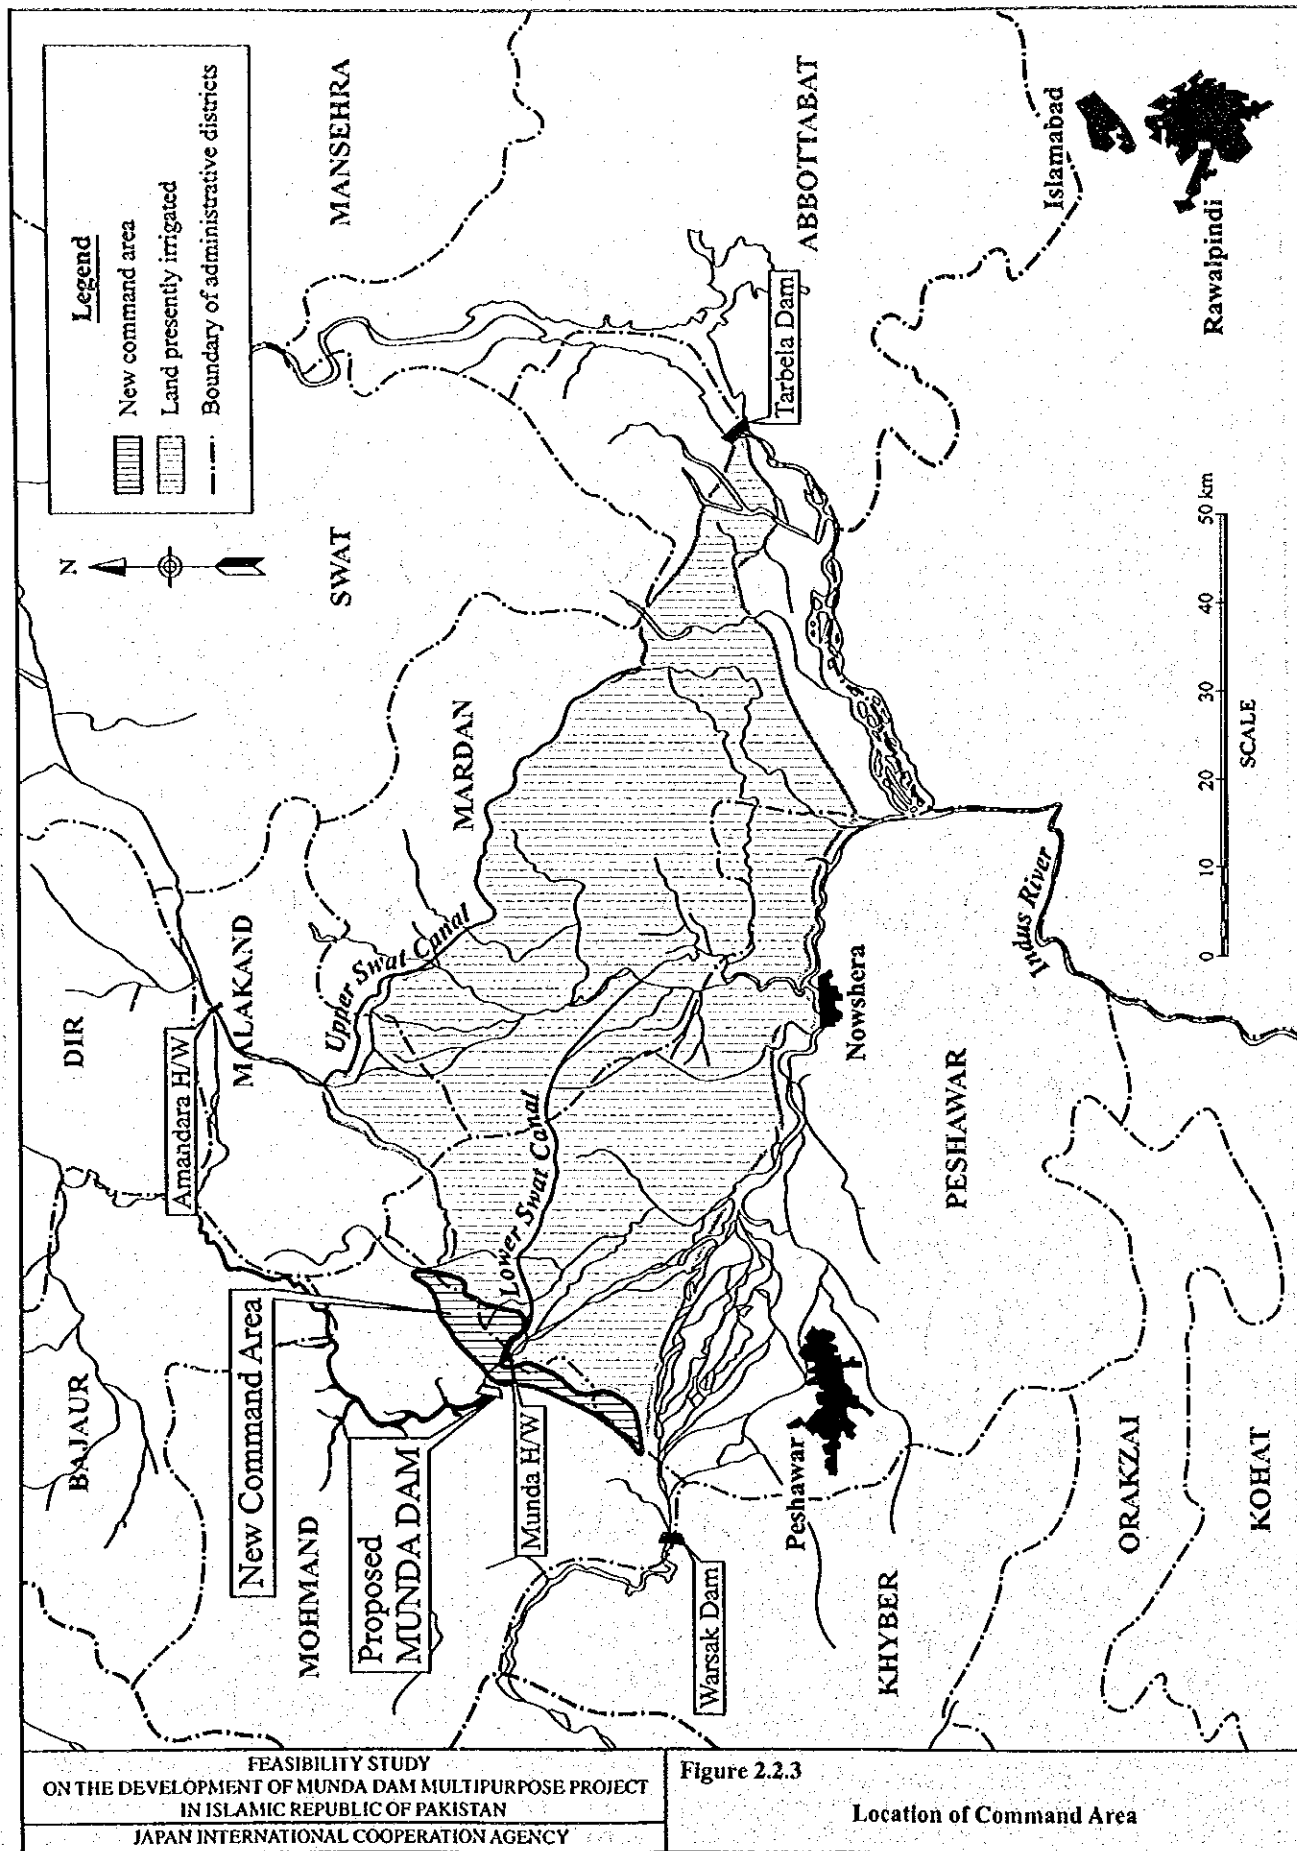 Legend
New command area
Land presently irrigated
Boundary of administrative districts
N
MANSEHRA
SWAT
ABBOTTABAT
Tarbela Dam
Islamabad
Rawalpindi
DIR
Amandara H/W
MALAKAND
Upper Swat Canal
MARDAN
BAJAUR
New Command Area
Lower Swat Canal
MOHMAND
Proposed
MUNDA DAM
Munda H/W
Warsak Dam
Nowshera
Peshawar
PESHAWAR
Indus River
KHYBER
ORAKZAI
KOHAT
0 10 20 30 40 50 km
SCALE
FEASIBILITY STUDY
ON THE DEVELOPMENT OF MUNDA DAM MULTIPURPOSE PROJECT
IN ISLAMIC REPUBLIC OF PAKISTAN
JAPAN INTERNATIONAL COOPERATION AGENCY
Figure 2.2.3
Location of Command Area